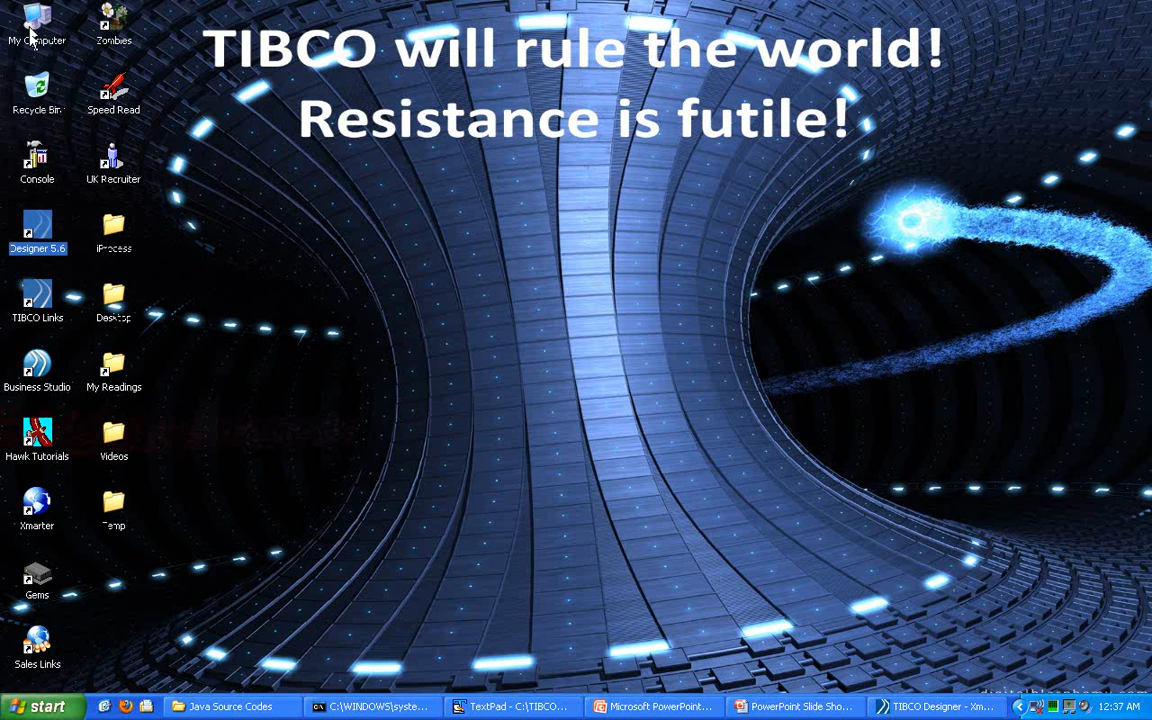 TIBCO will rule the world!
Resistance is futile!
My Computer
Zombies
Recycle Bin
Speed Read
Console
UK Recruiter
Designer 5.6
iProcess
TIBCO Links
Desktop
Business Studio
My Readings
Hawk Tutorials
Videos
Xmarter
Temp
Gems
Sales Links
start
Java Source Codes
C:\WINDOWS\syste...
TextPad - C:\TIBCO...
Microsoft PowerPoint...
PowerPoint Slide Sho...
TIBCO Designer - Xm...
12:37 AM